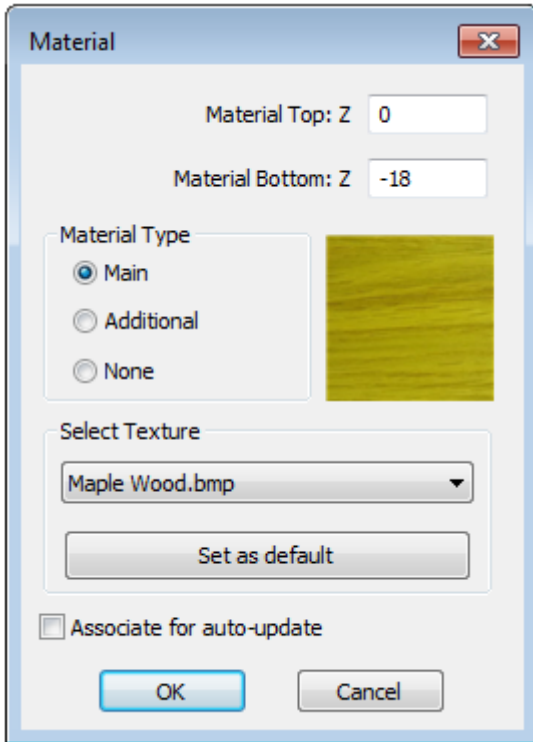 Material
Material Top: Z 0
Material Bottom: Z -18
Material Type
Main
Additional
None
Select Texture
Maple Wood.bmp
Set as default
Associate for auto-update
OK Cancel